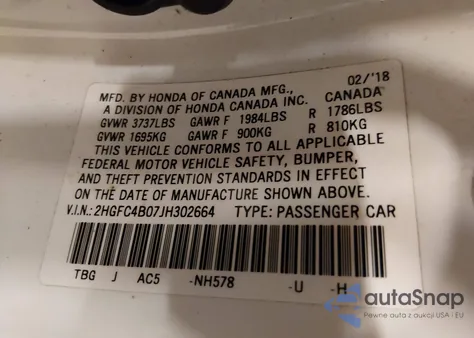 MFD. BY HONDA OF CANADA MFG., 02/'18
A DIVISION OF HONDA CANADA INC. CANADA
GVWR 3737LBS GAWR F 1984LBS R 1786LBS
GVWR 1695KG GAWR F 900KG R 810KG
THIS VEHICLE CONFORMS TO ALL APPLICABLE
FEDERAL MOTOR VEHICLE SAFETY, BUMPER,
AND THEFT PREVENTION STANDARDS IN EFFECT
ON THE DATE OF MANUFACTURE SHOWN ABOVE.
V.I.N.: 2HGFC4B07JH302664 TYPE: PASSENGER CAR
TBG J AC5 -NH578 -U -H
autaSnap
Pewne auta z aukcji USA i EU